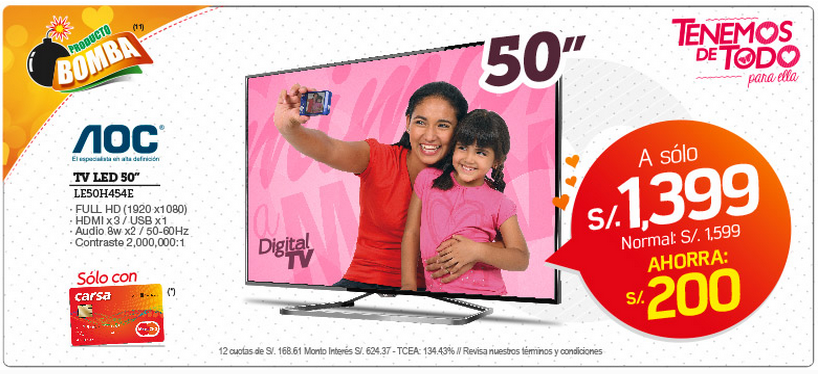 PRODUCTO
BOMBA
(11)
50"
TENEMOS
DE TODO
para ella
AOC®
El especialista en alta definición
TV LED 50"
LE50H454E
· FULL HD (1920 x1080)
· HDMI x 3 / USB x1
· Audio 8w x2 / 50-60Hz
· Contraste 2,000,000:1
Digital
TV
A sólo
S/. 1,399
Normal: S/. 1,599
AHORRA:
S/. 200
Sólo con
carsa
(*)
12 cuotas de S/. 168.61 Monto Interés S/. 624.37 - TCEA: 134.43% // Revisa nuestros términos y condiciones